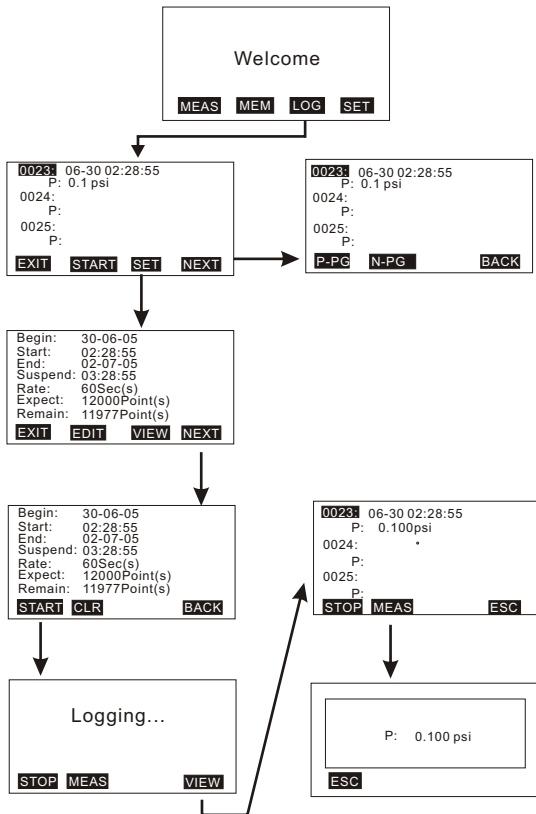 Welcome
MEAS MEM LOG SET
0023: 06-30 02:28:55
P: 0.1 psi
0024:
P:
0025:
P:
EXIT START SET NEXT
0023: 06-30 02:28:55
P: 0.1 psi
0024:
P:
0025:
P:
P-PG N-PG BACK
Begin: 30-06-05
Start: 02:28:55
End: 02-07-05
Suspend: 03:28:55
Rate: 60Sec(s)
Expect: 12000Point(s)
Remain: 11977Point(s)
EXIT EDIT VIEW NEXT
Begin: 30-06-05
Start: 02:28:55
End: 02-07-05
Suspend: 03:28:55
Rate: 60Sec(s)
Expect: 12000Point(s)
Remain: 11977Point(s)
START CLR BACK
0023: 06-30 02:28:55
P: 0.100psi
0024:
P:
0025:
P:
STOP MEAS ESC
Logging...
STOP MEAS VIEW
P: 0.100 psi
ESC